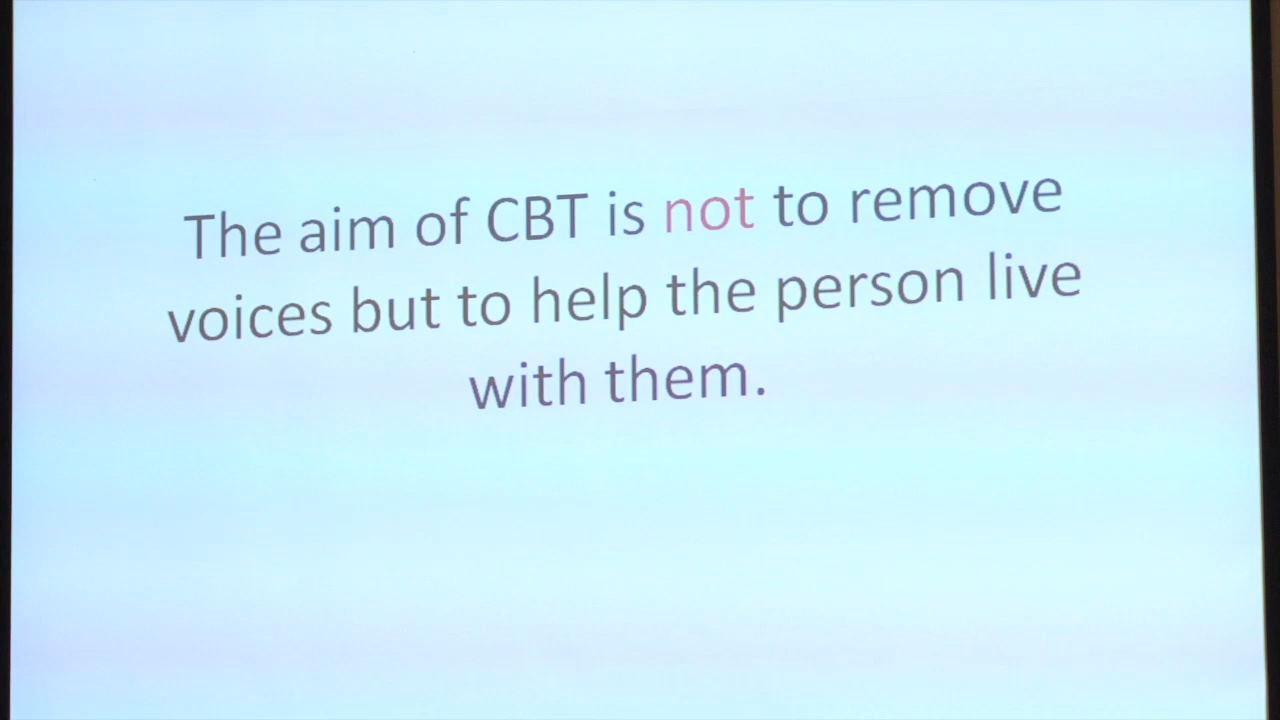 The aim of CBT is not to remove
voices but to help the person live
with them.